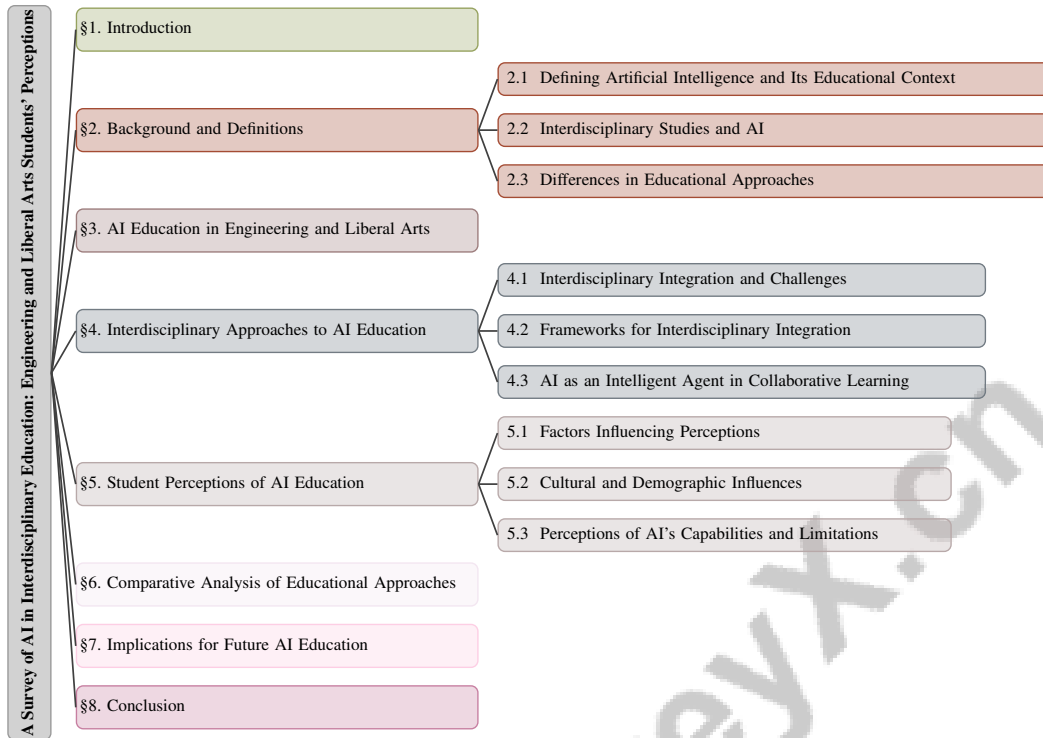 A Survey of AI in Interdisciplinary Education: Engineering and Liberal Arts Students' Perceptions
§1. Introduction
§2. Background and Definitions
2.1 Defining Artificial Intelligence and Its Educational Context
2.2 Interdisciplinary Studies and AI
2.3 Differences in Educational Approaches
§3. AI Education in Engineering and Liberal Arts
§4. Interdisciplinary Approaches to AI Education
4.1 Interdisciplinary Integration and Challenges
4.2 Frameworks for Interdisciplinary Integration
4.3 AI as an Intelligent Agent in Collaborative Learning
§5. Student Perceptions of AI Education
5.1 Factors Influencing Perceptions
5.2 Cultural and Demographic Influences
5.3 Perceptions of AI's Capabilities and Limitations
§6. Comparative Analysis of Educational Approaches
§7. Implications for Future AI Education
§8. Conclusion
eyx.cn